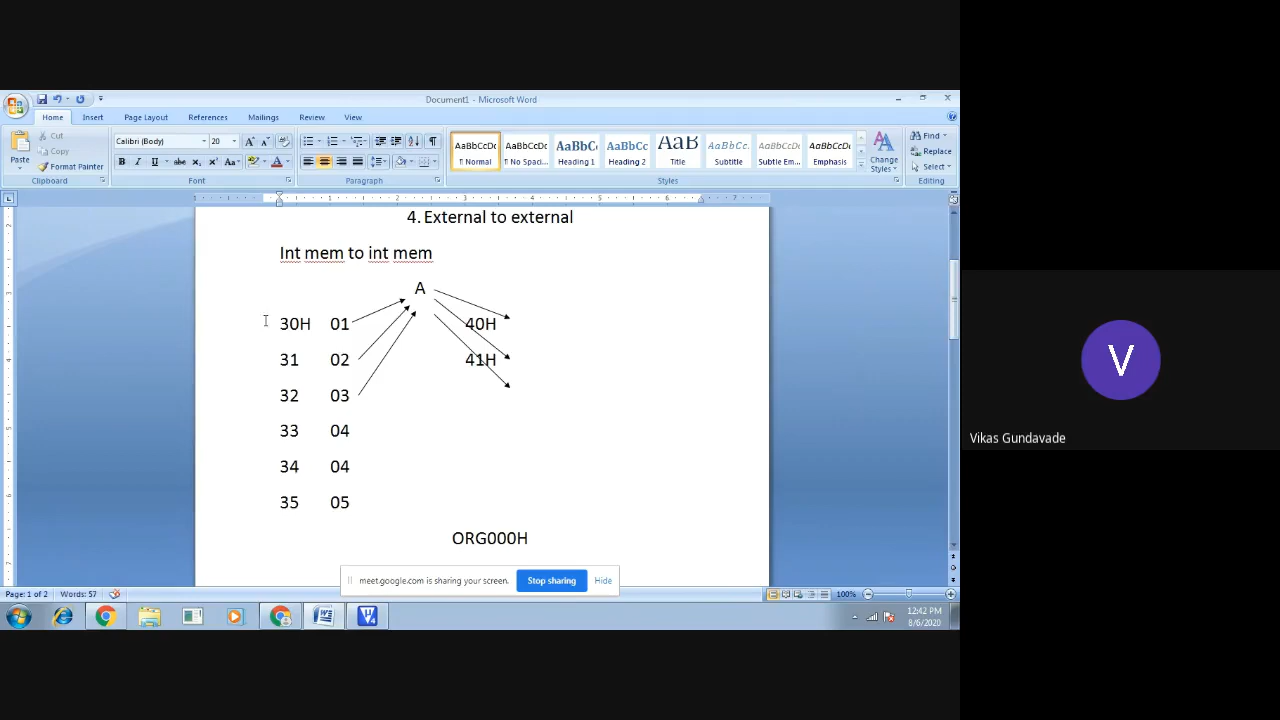 Document1 - Microsoft Word
Home Insert Page Layout References Mailings Review View
Paste
Cut
Copy
Format Painter
Clipboard
Calibri (Body) 20
Font
Paragraph
AaBbCcDc AaBbCcDc AaBbC AaBbCc AaB AaBbCc. AaBbCcDc AaBbCcDc
¶ Normal ¶ No Spaci... Heading 1 Heading 2 Title Subtitle Subtle Em... Emphasis
Change Styles
Styles
Find
Replace
Select
Editing
4. External to external
Int mem to int mem
A
30H 01 40H
31 02 41H
32 03
33 04
34 04
35 05
ORG000H
meet.google.com is sharing your screen. Stop sharing Hide
Page: 1 of 2 Words: 57 100%
12:42 PM
8/6/2020
V
Vikas Gundavade